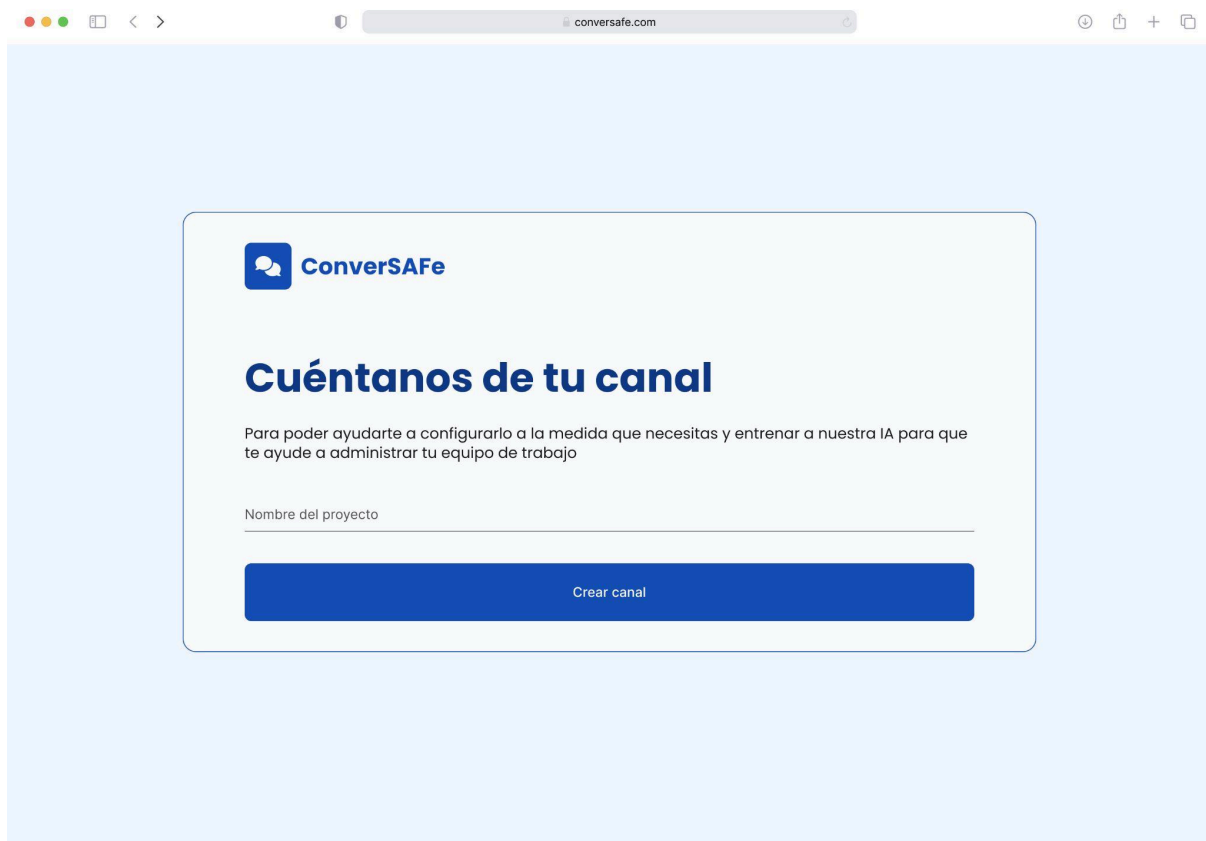 conversafe.com
ConverSAFe
Cuéntanos de tu canal
Para poder ayudarte a configurarlo a la medida que necesitas y entrenar a nuestra IA para que
te ayude a administrar tu equipo de trabajo
Nombre del proyecto
Crear canal